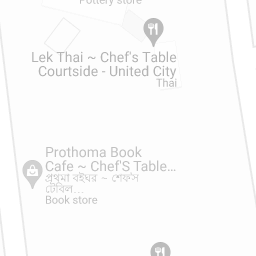 Pottery store
Lek Thai ~ Chef's Table
Courtside - United City
Thai
Prothoma Book
Cafe ~ Chef'S Table...
প্রথমা বইঘর ~ শেফ'স
টেবিল...
Book store